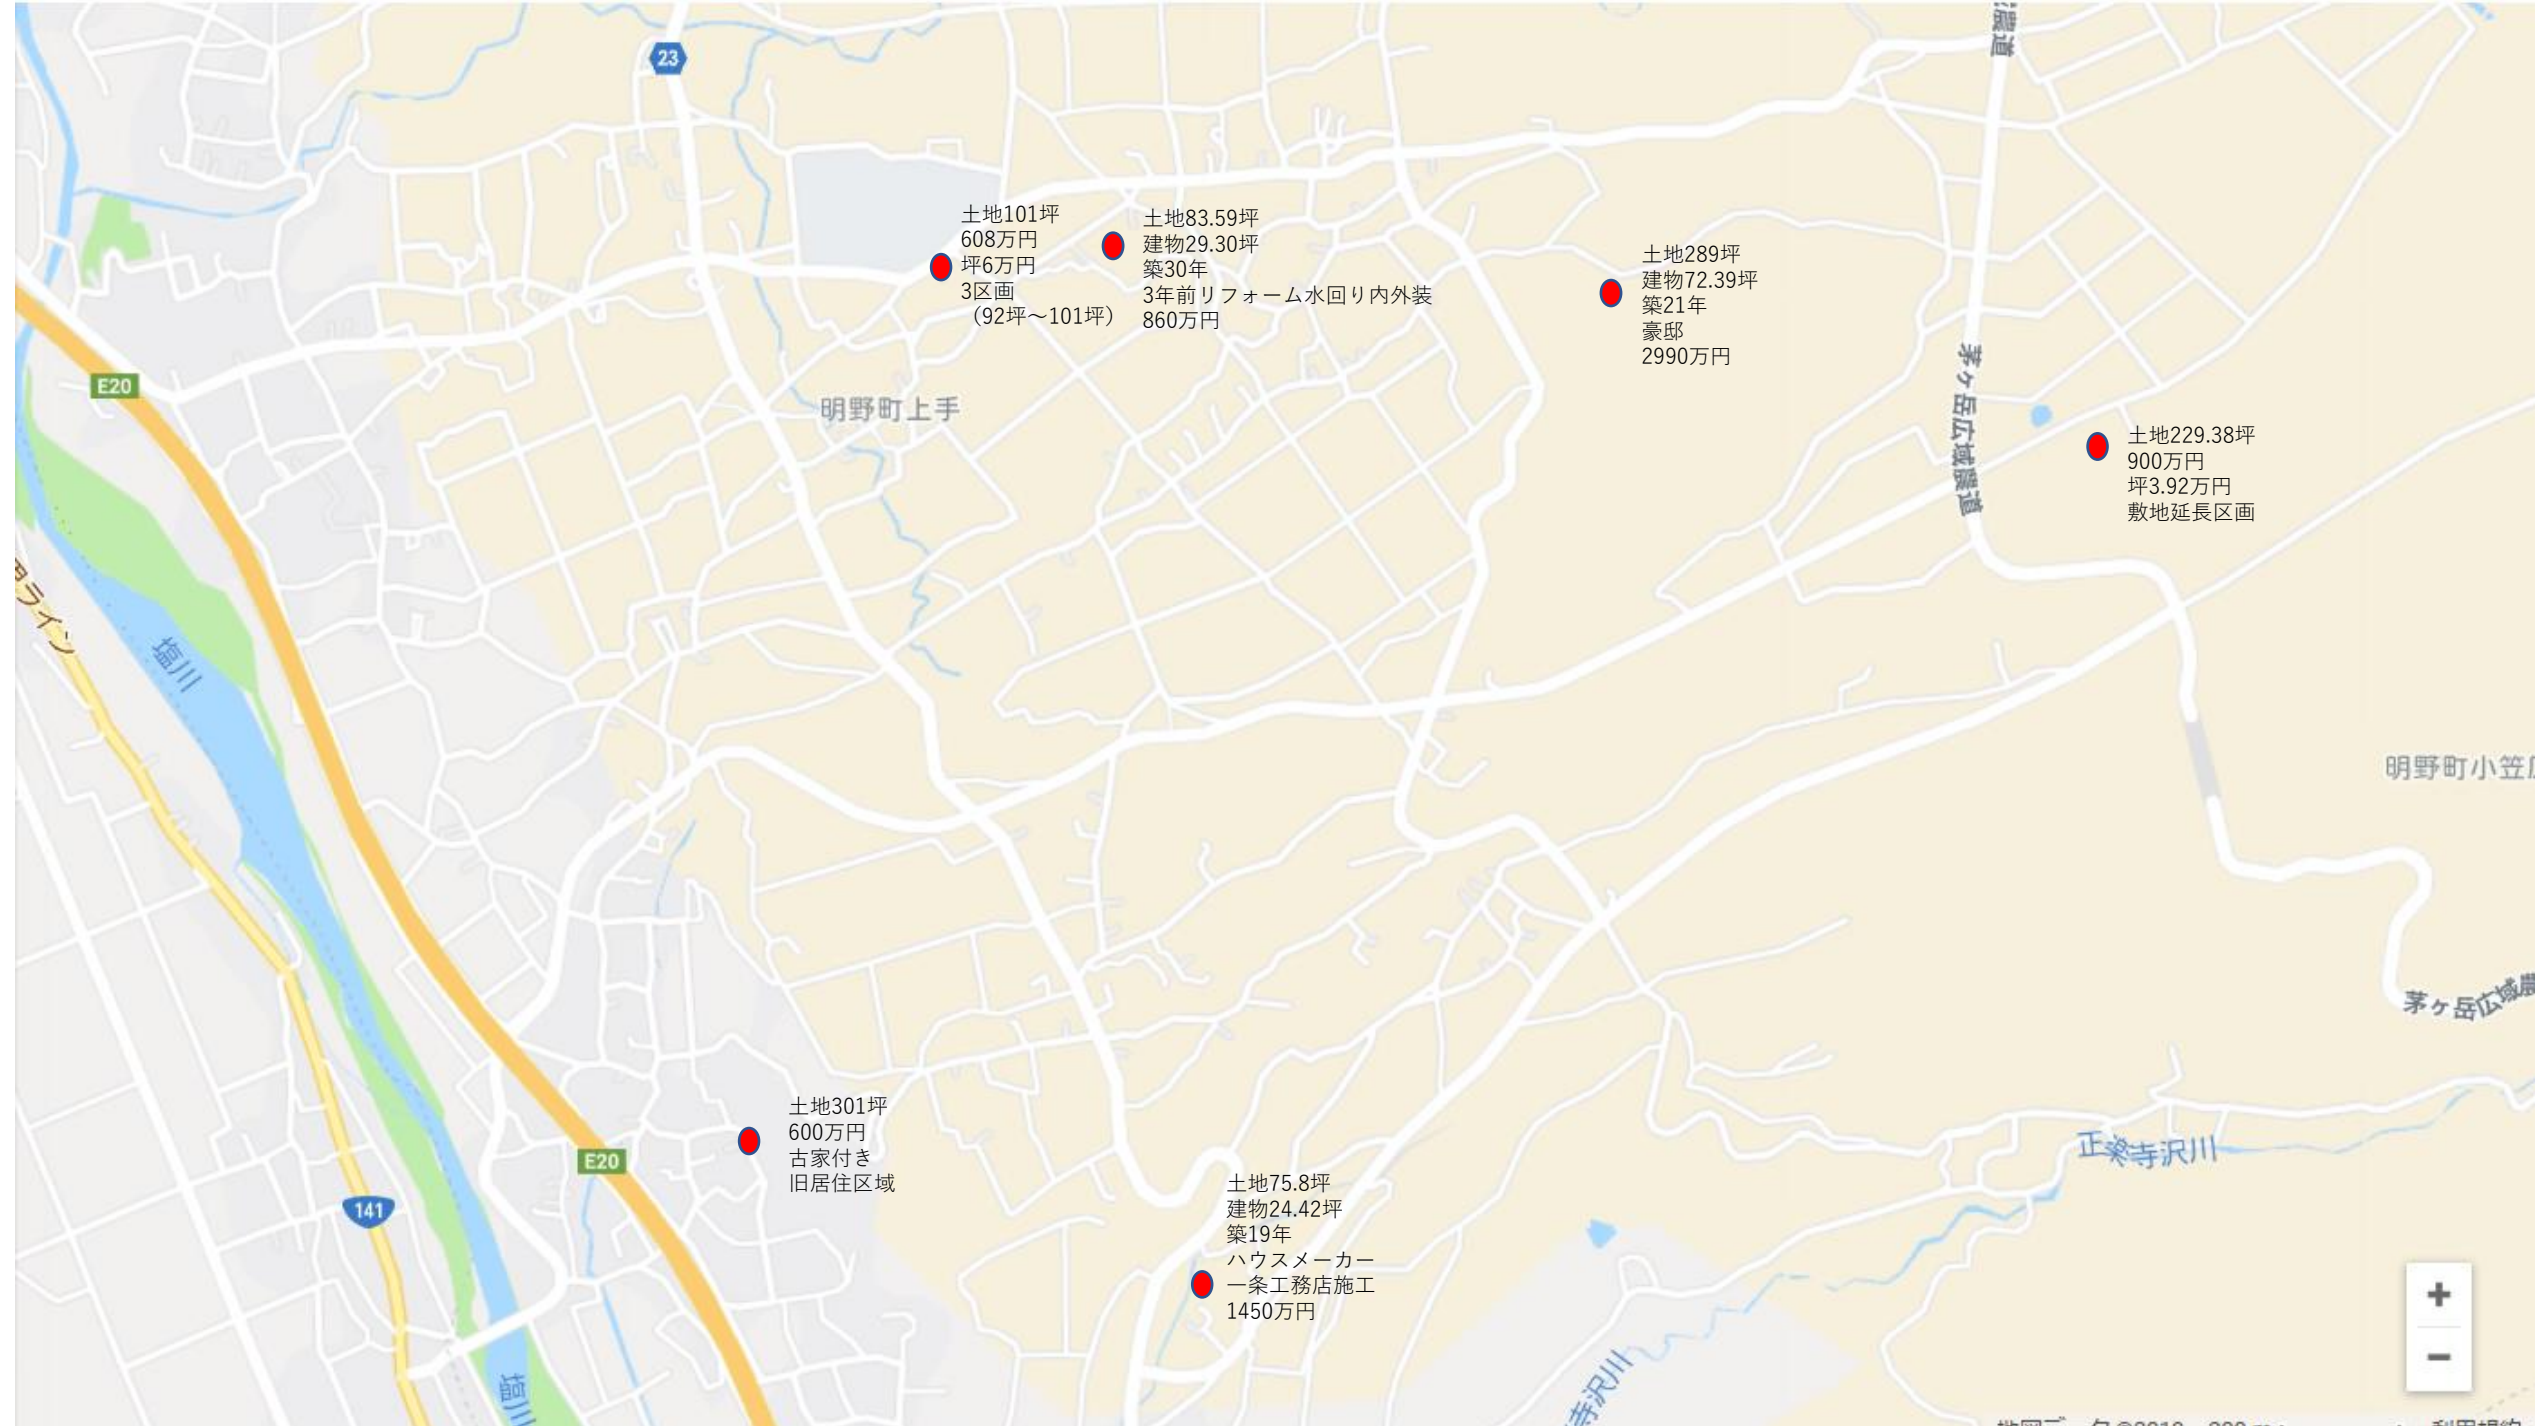 23
土地101坪
608万円
坪6万円
3区画
(92坪～101坪)
土地83.59坪
建物29.30坪
築30年
3年前リフォーム水回り内外装
860万円
土地289坪
建物72.39坪
築21年
豪邸
2990万円
茅ヶ岳広域農道
E20
明野町上手
土地229.38坪
900万円
坪3.92万円
敷地延長区画
ライン
塩川
明野町小笠
茅ヶ岳広域農
土地301坪
600万円
古家付き
旧居住区域
E20
141
正楽寺沢川
土地75.8坪
建物24.42坪
築19年
ハウスメーカー
一条工務店施工
1450万円
+
−
塩川
寺沢川